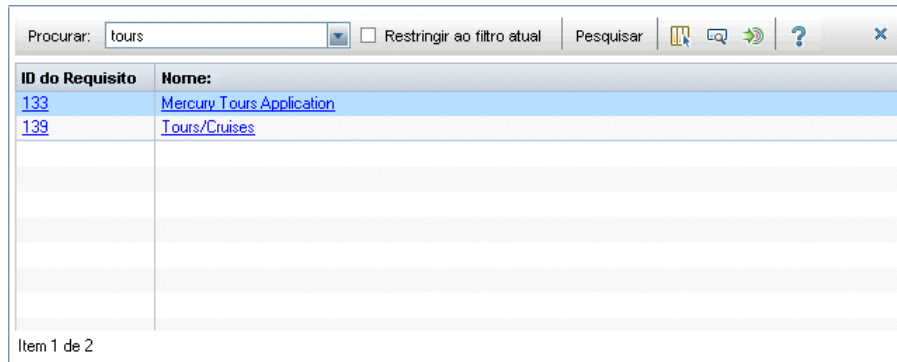 Procurar: tours Restringir ao filtro atual Pesquisar ?
ID do Requisito Nome:
133 Mercury Tours Application
139 Tours/Cruises
Item 1 de 2